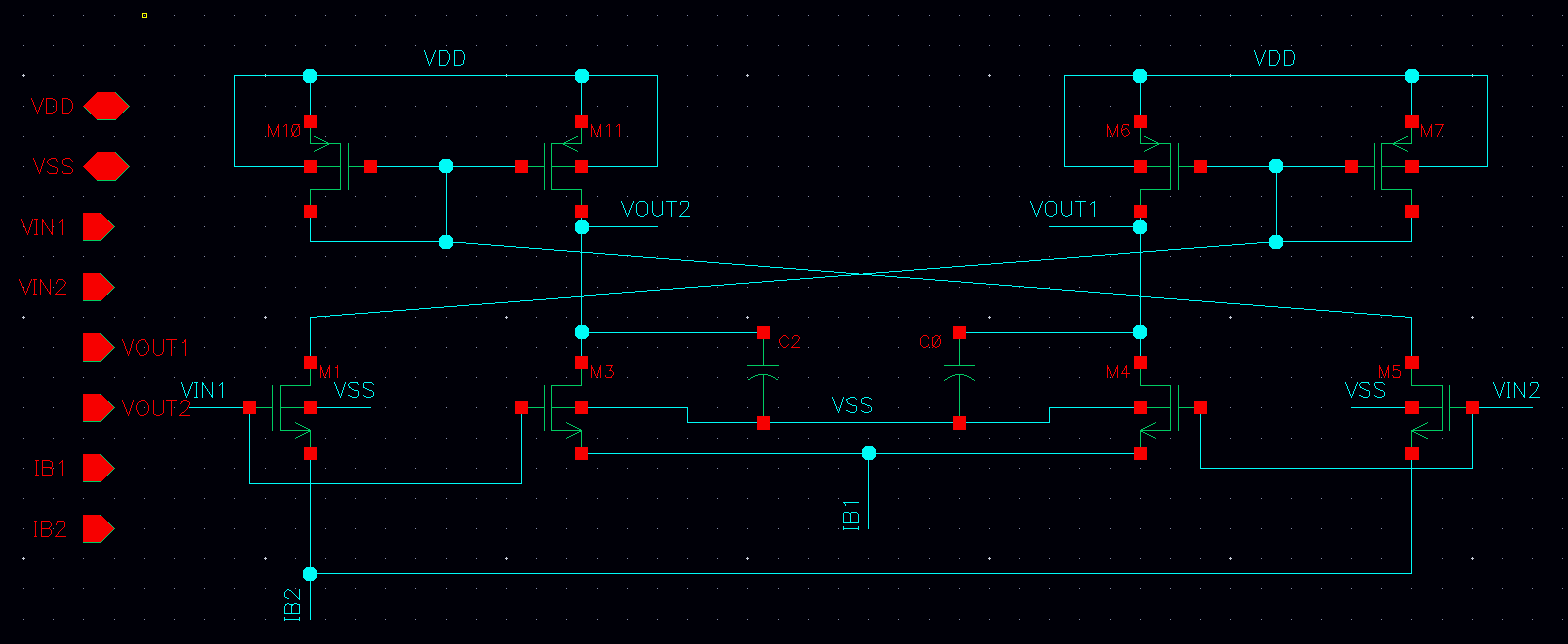 VDD
VDD
VDD
M10
M11
M6
M7
VSS
VOUT2
VOUT1
VIN1
VIN2
VOUT1
C2
C0
M1
M3
M4
M5
VIN1
VSS
VSS
VIN2
VOUT2
VSS
IB1
IB1
IB2
IB2